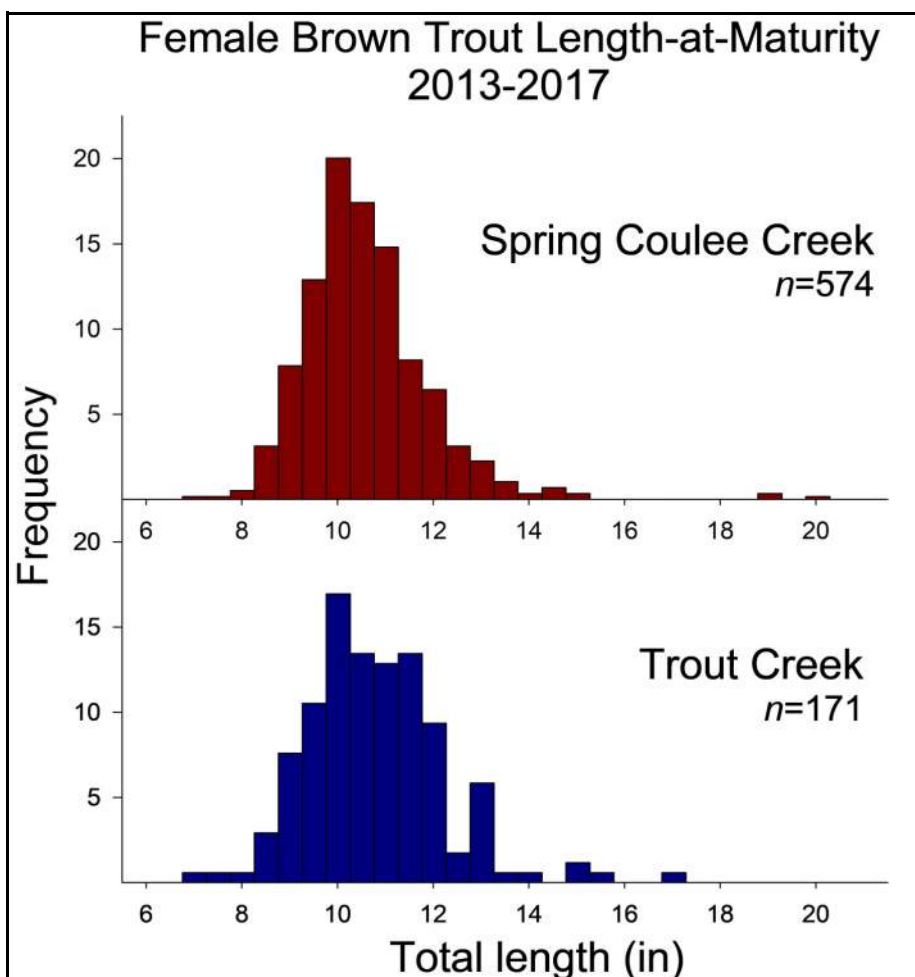 Female Brown Trout Length-at-Maturity
2013-2017
Frequency
20
15
10
5
Spring Coulee Creek
n=574
6 8 10 12 14 16 18 20
20
15
10
5
Trout Creek
n=171
6 8 10 12 14 16 18 20
Total length (in)